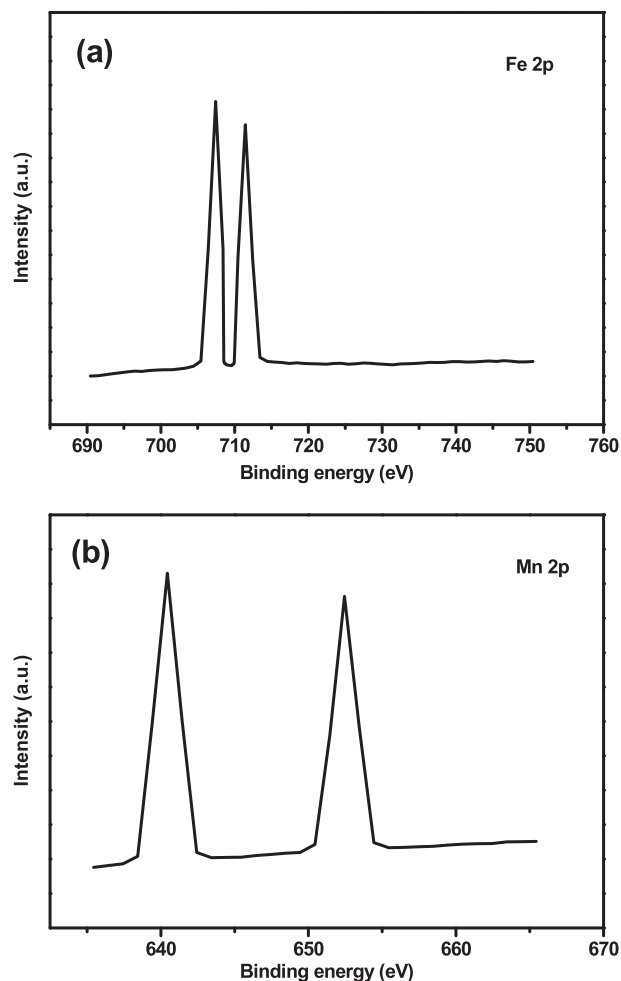 (a)
Fe 2p
Intensity (a.u.)
690 700 710 720 730 740 750 760
Binding energy (eV)
(b)
Mn 2p
Intensity (a.u.)
640 650 660 670
Binding energy (eV)